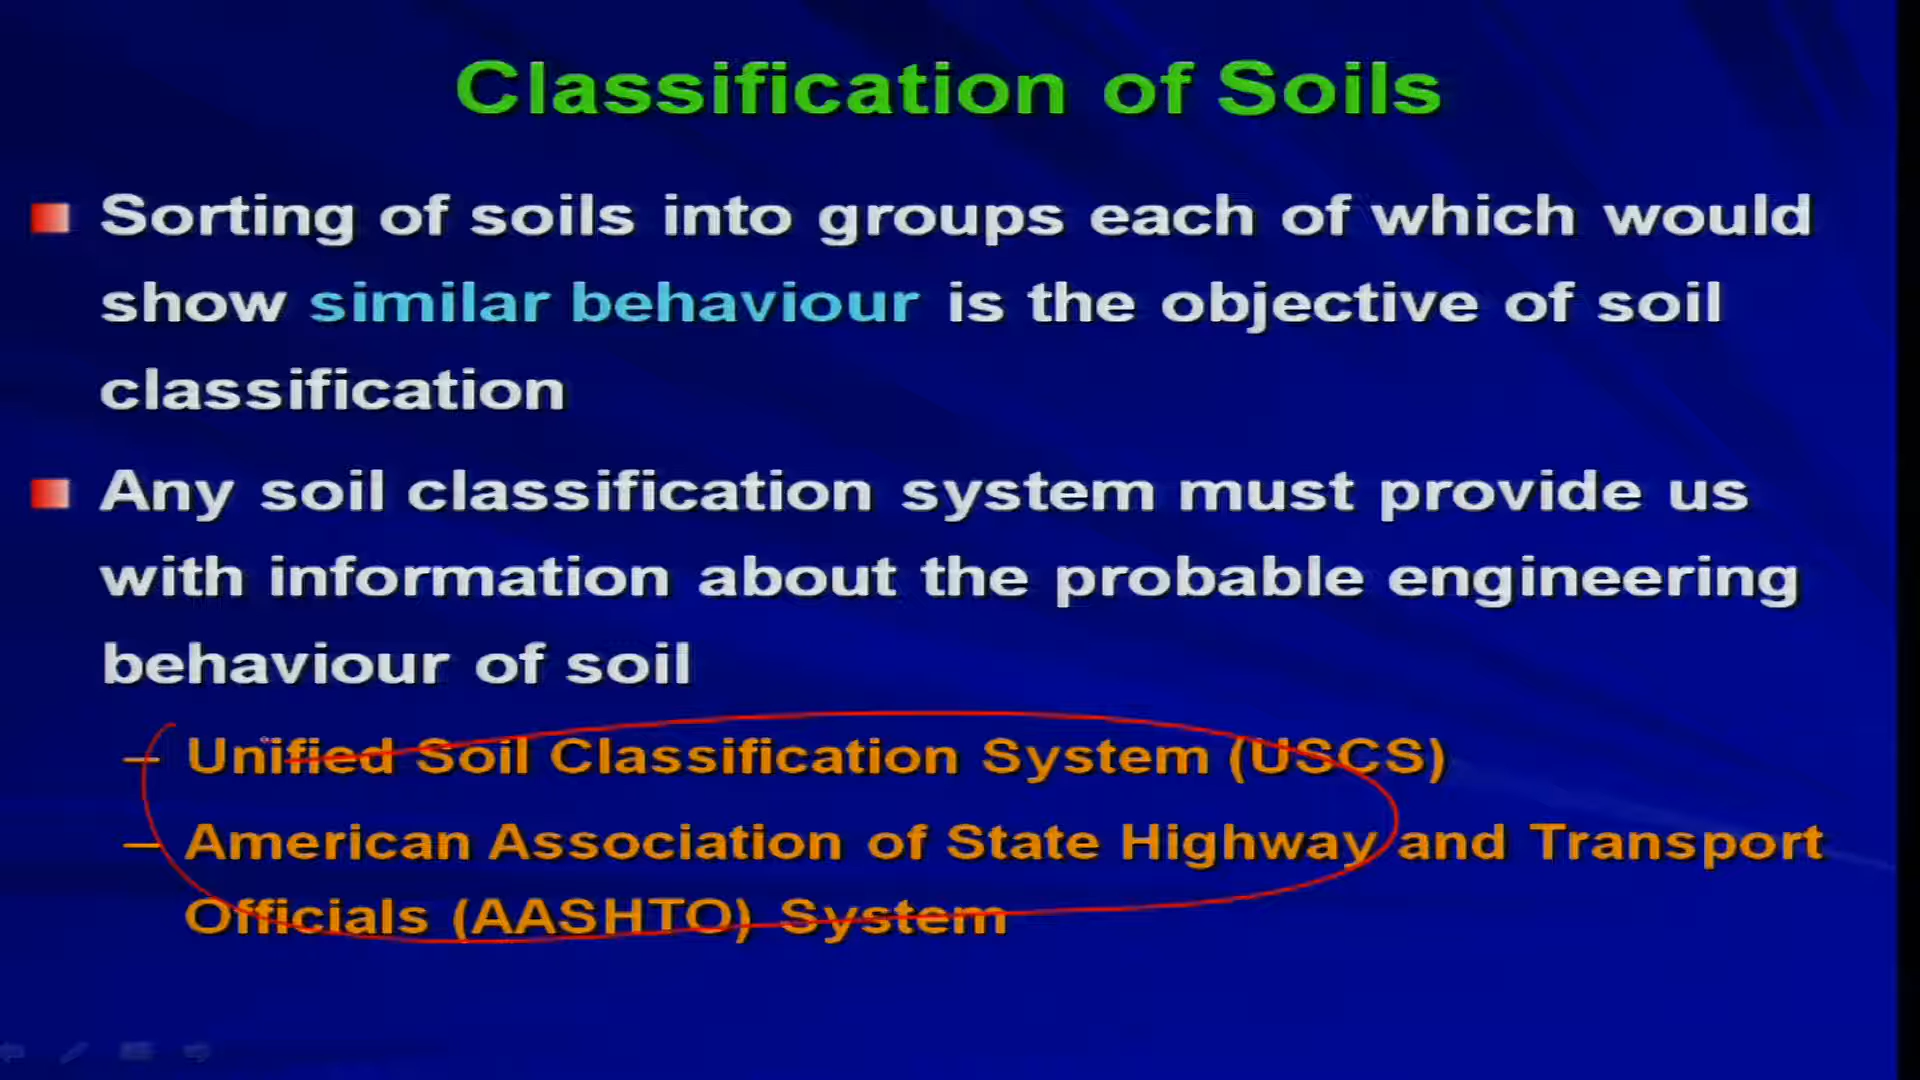 Classification of Soils
Sorting of soils into groups each of which would
show similar behaviour is the objective of soil
classification
Any soil classification system must provide us
with information about the probable engineering
behaviour of soil
– Unified Soil Classification System (USCS)
– American Association of State Highway and Transport
Officials (AASHTO) System